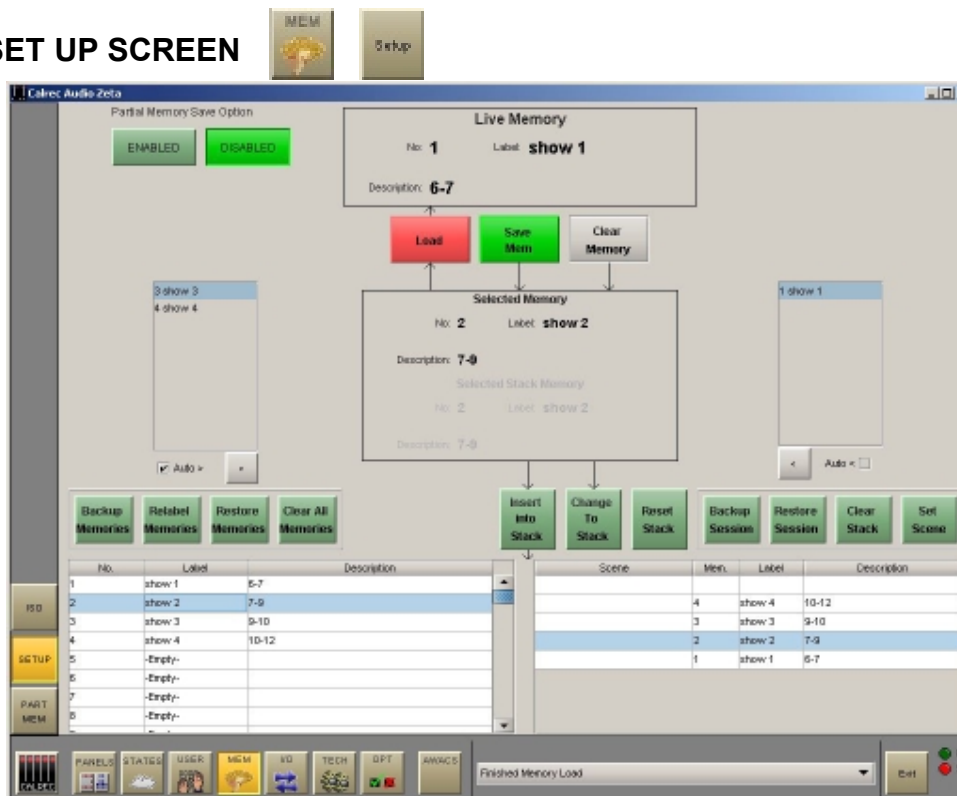 SET UP SCREEN
MEM
Setup
Calrec Audio Zeta
Partial Memory Save Option
ENABLED
DISABLED
Live Memory
No: 1 Label: show 1
Description: 6-7
Load
Save Mem
Clear Memory
3 show 3
4 show 4
1 show 1
Selected Memory
No: 2 Label: show 2
Description: 7-9
Selected Stack Memory
No: 2 Label: show 2
Description: 7-9
Auto >
<
Auto <
Backup Memories
Relabel Memories
Restore Memories
Clear All Memories
Insert Into Stack
Change To Stack
Reset Stack
Backup Session
Restore Session
Clear Stack
Set Scene
No. Label Description
1 show 1 6-7
2 show 2 7-9
3 show 3 9-10
4 show 4 10-12
5 -Empty-
6 -Empty-
7 -Empty-
8 -Empty-
Scene Mem. Label Description
4 show 4 10-12
3 show 3 9-10
2 show 2 7-9
1 show 1 6-7
ISO
SETUP
PART MEM
CALREC
PANELS
STATES
USER
MEM
I/O
TECH
OPT
AWACS
Finished Memory Load
Exit